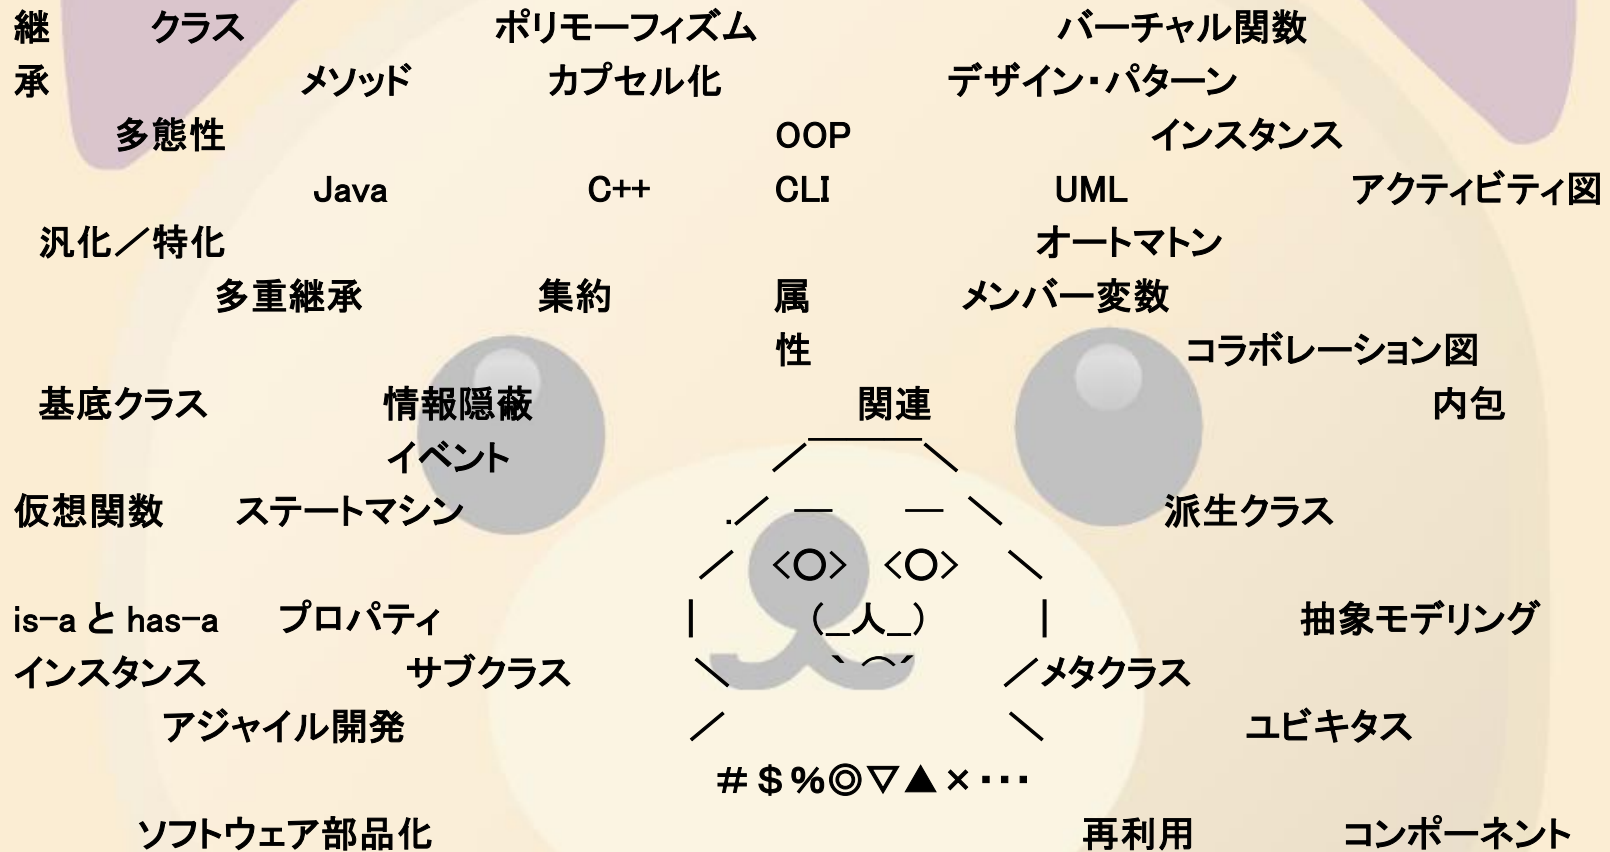 継　クラス　ポリモーフィズム　バーチャル関数
承　メソッド　カプセル化　デザイン・パターン
多態性　OOP　インスタンス
Java　C++　CLI　UML　アクティビティ図
汎化／特化　オートマトン
多重継承　集約　属　メンバー変数
性　コラボレーション図
基底クラス　情報隠蔽　関連　内包
イベント　／￣￣￣＼
仮想関数　ステートマシン　.／　─　─　＼　派生クラス
／　<○>　<○>　＼
is-a と has-a　プロパティ　|　(__人__)　|　抽象モデリング
インスタンス　サブクラス　＼　｀⌒´　／メタクラス
アジャイル開発　／　＼　ユビキタス
＃＄％◎▽▲×・・・
ソフトウェア部品化　再利用　コンポーネント